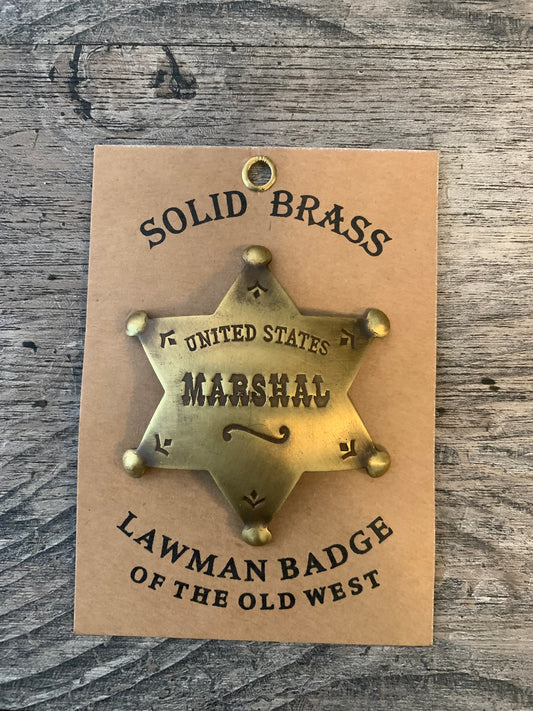 SOLID BRASS
UNITED STATES
MARSHAL
LAWMAN BADGE
OF THE OLD WEST